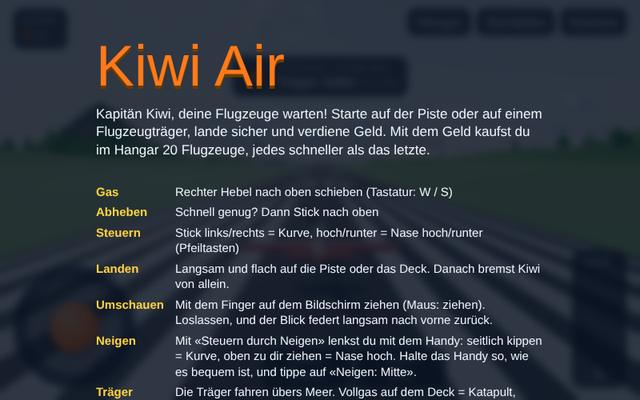 Kiwi Air
Kapitän Kiwi, deine Flugzeuge warten! Starte auf der Piste oder auf einem
Flugzeugträger, lande sicher und verdiene Geld. Mit dem Geld kaufst du
im Hangar 20 Flugzeuge, jedes schneller als das letzte.
Gas Rechter Hebel nach oben schieben (Tastatur: W / S)
Abheben Schnell genug? Dann Stick nach oben
Steuern Stick links/rechts = Kurve, hoch/runter = Nase hoch/runter
(Pfeiltasten)
Landen Langsam und flach auf die Piste oder das Deck. Danach bremst Kiwi
von allein.
Umschauen Mit dem Finger auf dem Bildschirm ziehen (Maus: ziehen).
Loslassen, und der Blick federt langsam nach vorne zurück.
Neigen Mit «Steuern durch Neigen» lenkst du mit dem Handy: seitlich kippen
= Kurve, oben zu dir ziehen = Nase hoch. Halte das Handy so, wie
es bequem ist, und tippe auf «Neigen: Mitte».
Träger Die Träger fahren übers Meer. Vollgas auf dem Deck = Katapult,